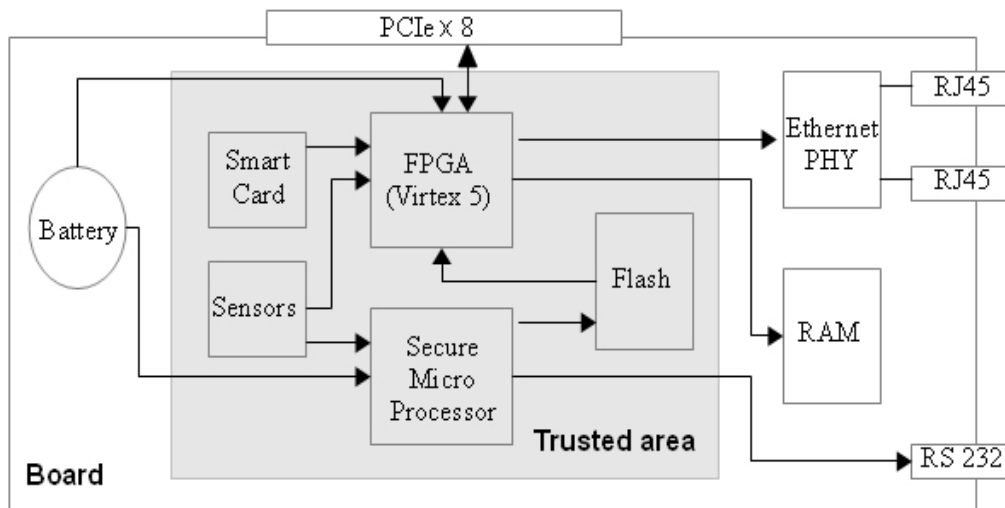 PCIe x 8
RJ45
Ethernet
PHY
RJ45
Smart
Card
FPGA
(Virtex 5)
Battery
Sensors
Flash
RAM
Secure
Micro
Processor
Trusted area
Board
RS 232